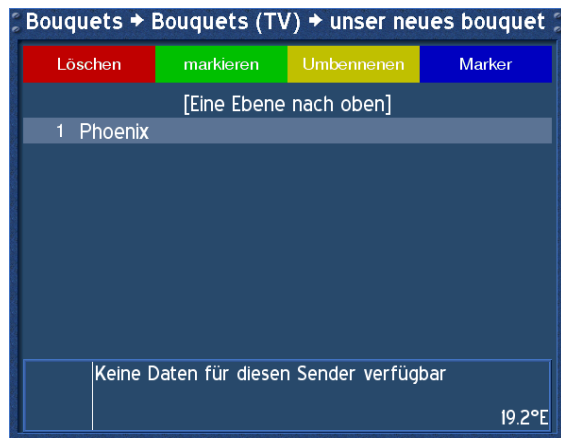 Bouquets → Bouquets (TV) → unser neues bouquet
Löschen markieren Umbennenen Marker
[Eine Ebene nach oben]
1 Phoenix
Keine Daten für diesen Sender verfügbar
19.2°E